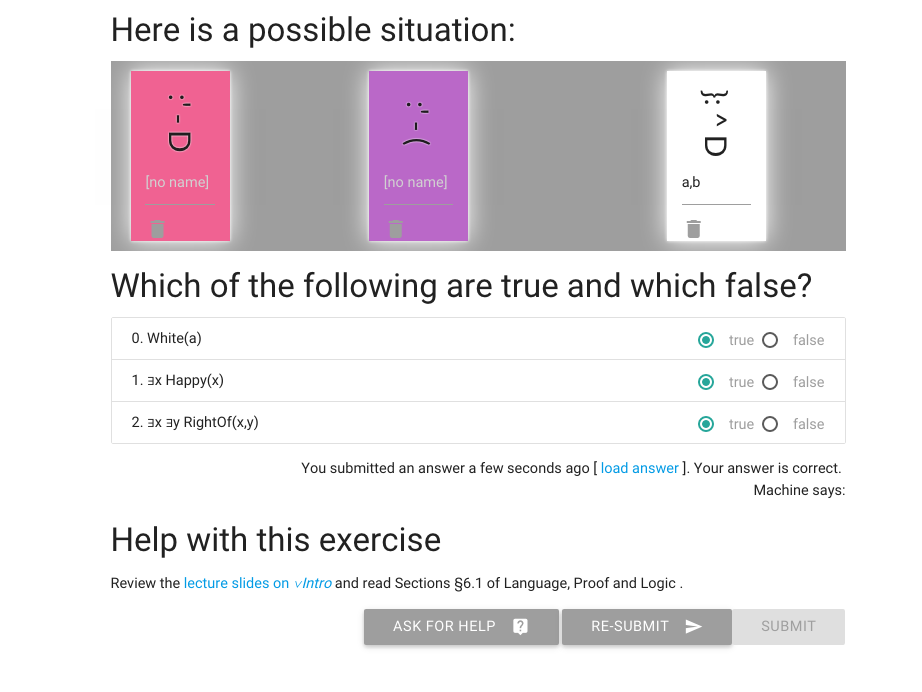 Here is a possible situation:
[no name]
[no name]
a,b
Which of the following are true and which false?
0. White(a) true false
1. ∃x Happy(x) true false
2. ∃x ∃y RightOf(x,y) true false
You submitted an answer a few seconds ago [ load answer ]. Your answer is correct.
Machine says:
Help with this exercise
Review the lecture slides on ∨Intro and read Sections §6.1 of Language, Proof and Logic .
ASK FOR HELP RE-SUBMIT SUBMIT